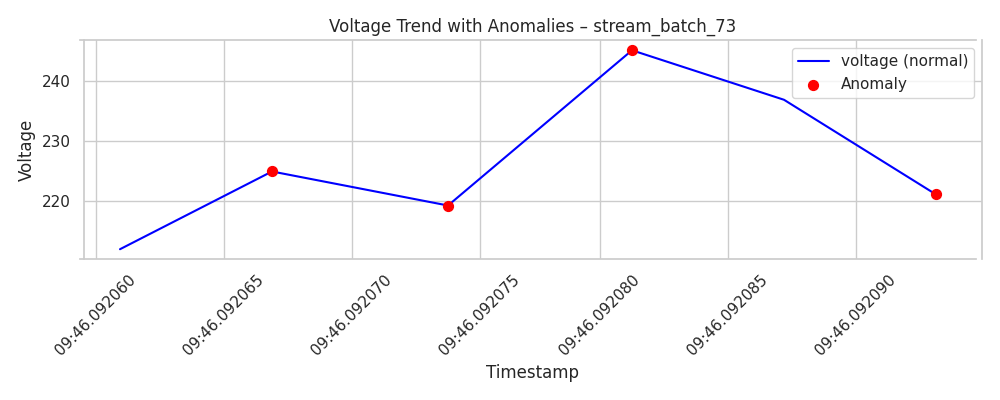 Voltage Trend with Anomalies – stream_batch_73
voltage (normal)
Anomaly
240
230
220
Voltage
09:46.092060
09:46.092065
09:46.092070
09:46.092075
09:46.092080
09:46.092085
09:46.092090
Timestamp